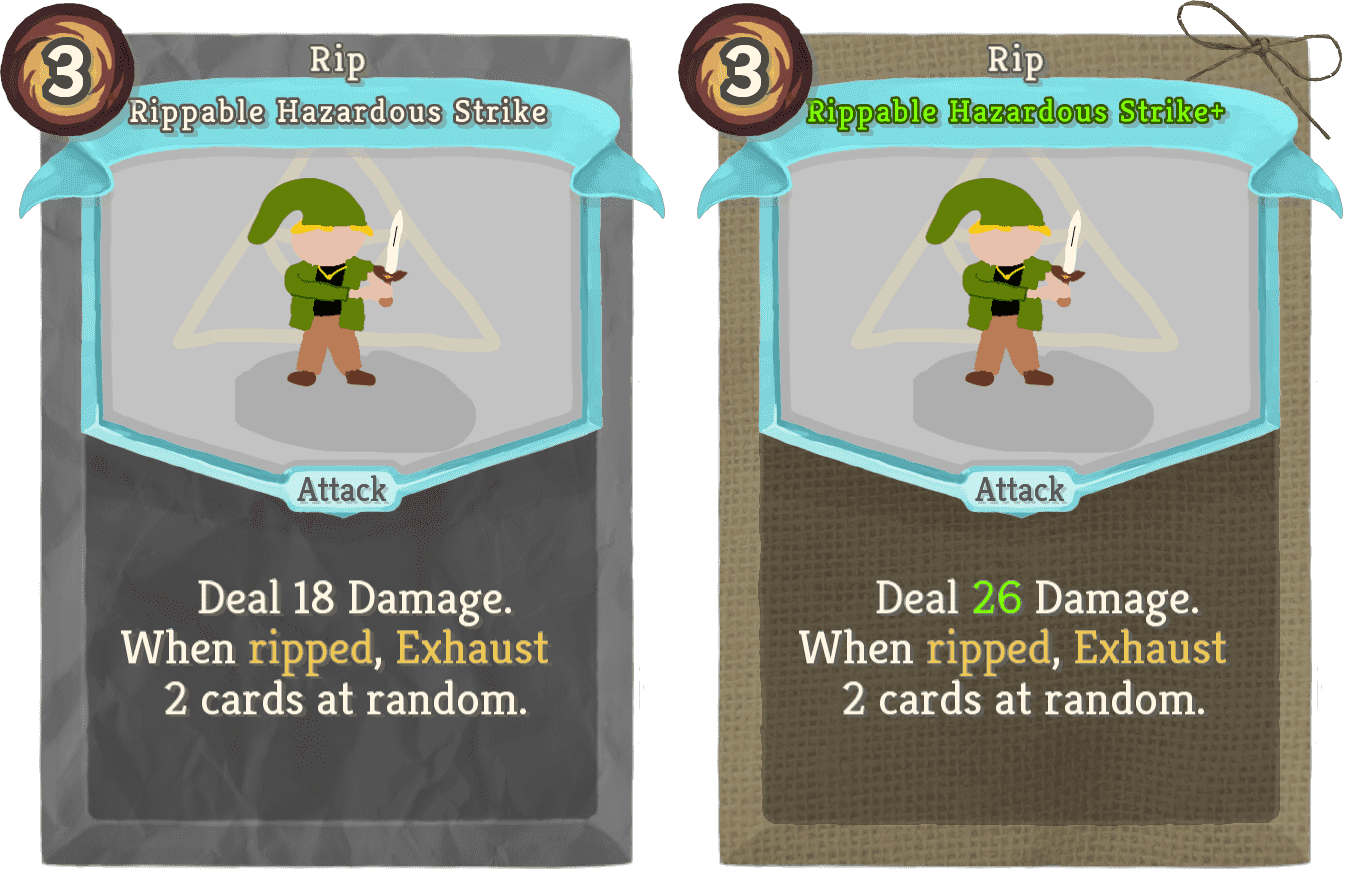 3
Rip
Rippable Hazardous Strike
Attack
Deal 18 Damage.
When ripped, Exhaust
2 cards at random.
3
Rip
Rippable Hazardous Strike+
Attack
Deal 26 Damage.
When ripped, Exhaust
2 cards at random.